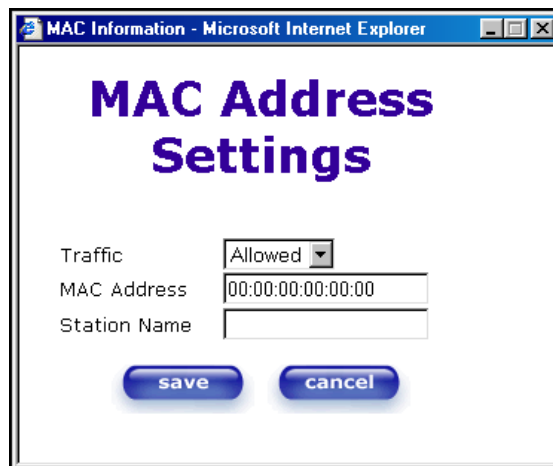 MAC Information - Microsoft Internet Explorer
MAC Address
Settings
Traffic Allowed
MAC Address 00:00:00:00:00:00
Station Name
save cancel